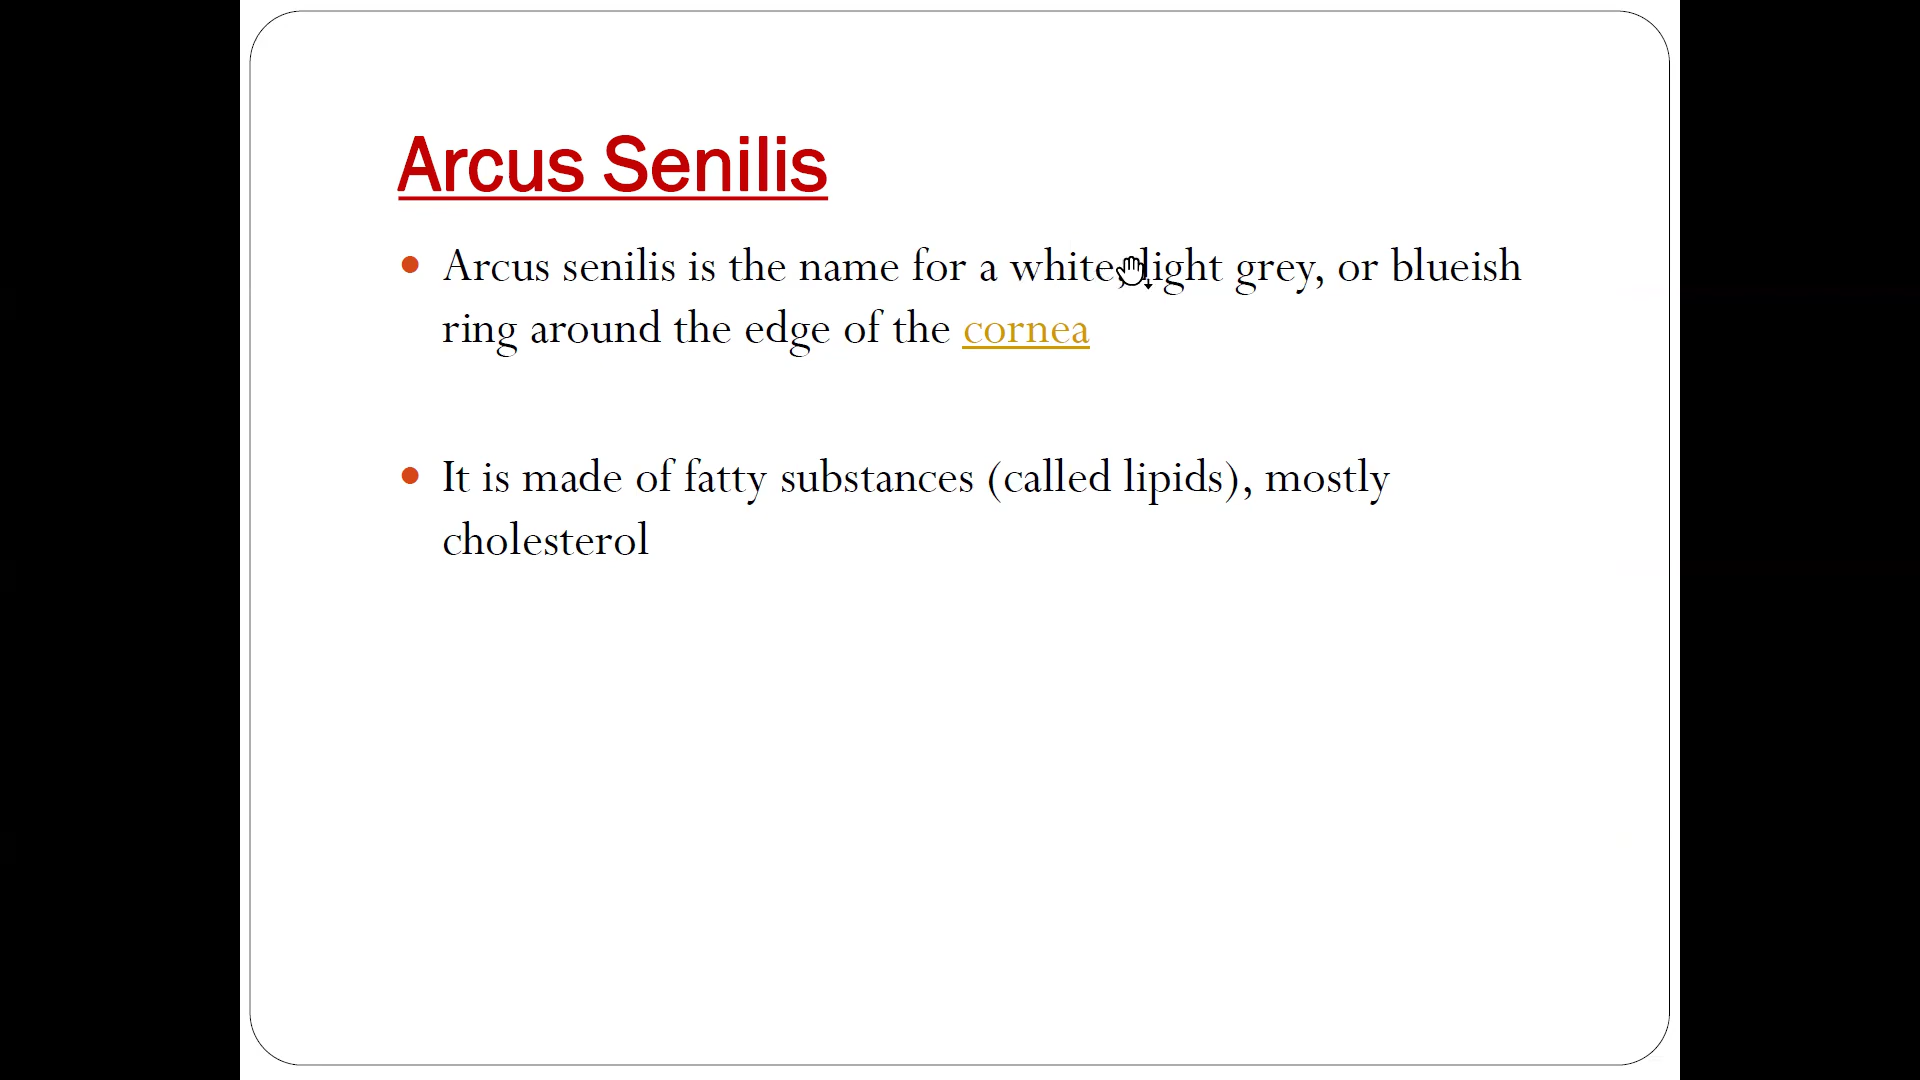 Arcus Senilis
Arcus senilis is the name for a white, light grey, or blueish
ring around the edge of the cornea
It is made of fatty substances (called lipids), mostly
cholesterol